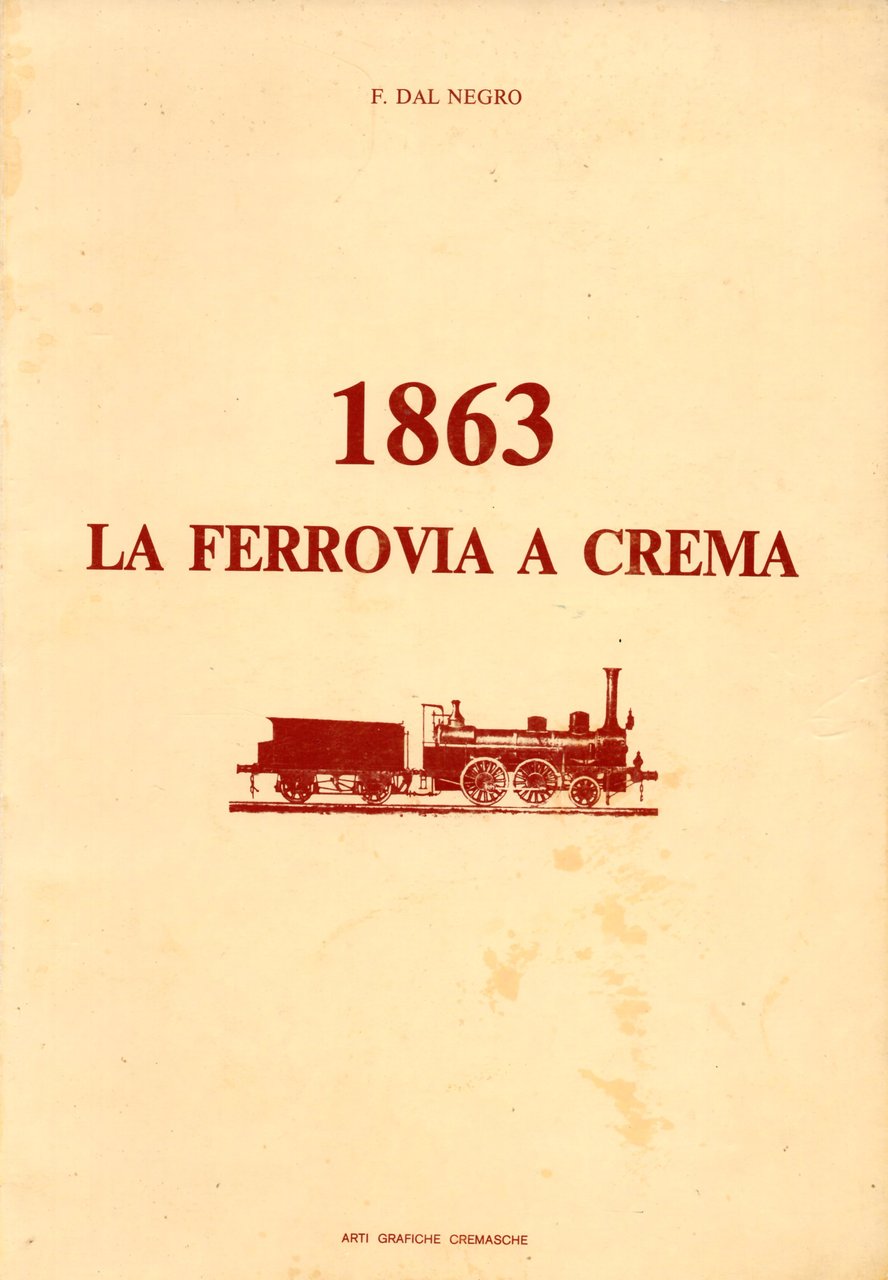 F. DAL NEGRO
1863
LA FERROVIA A CREMA
ARTI GRAFICHE CREMASCHE